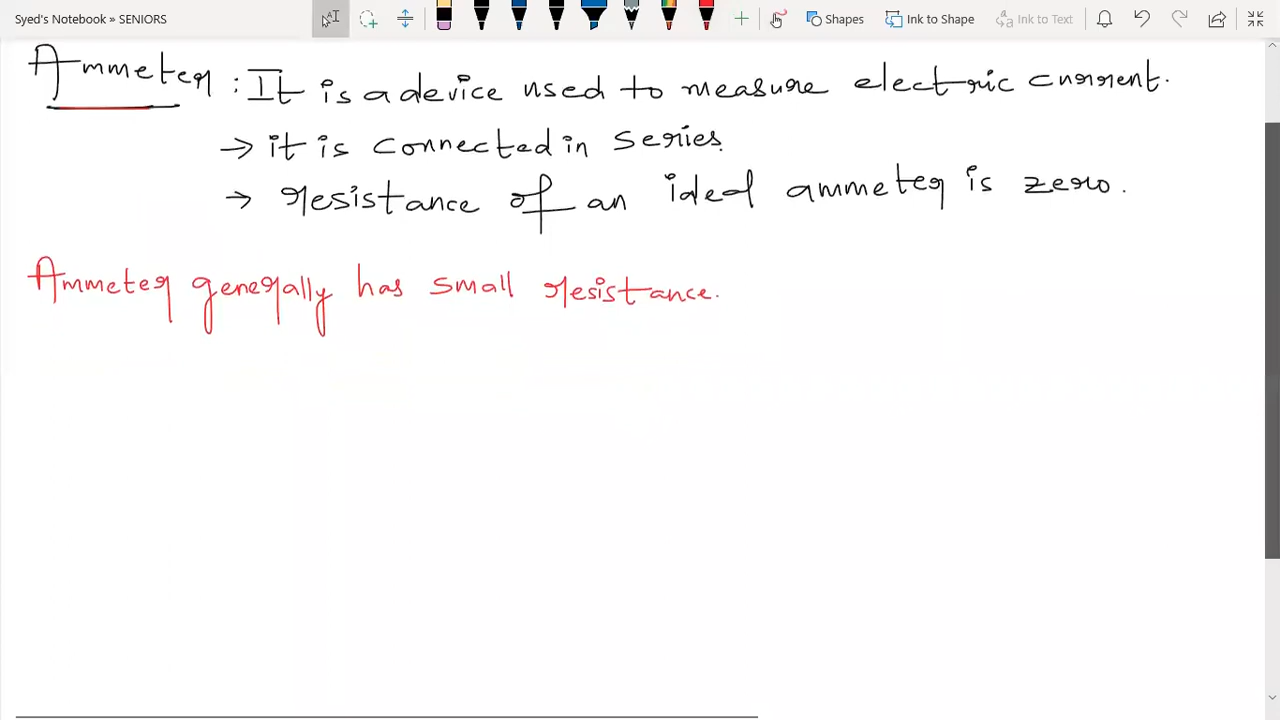 Syed's Notebook » SENIORS
Shapes
Ink to Shape
Ink to Text
Ammeter : It is a device used to measure electric current.
→ it is connected in series.
→ resistance of an ideal ammeter is zero.
Ammeter generally has small resistance.